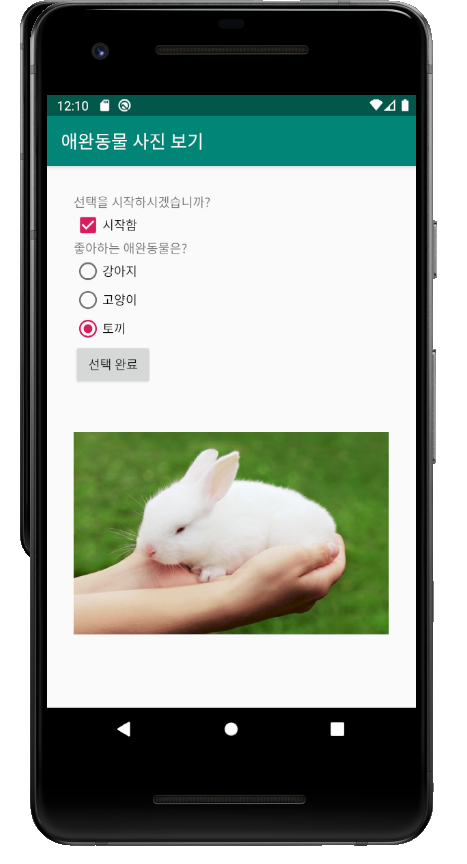 12:10
애완동물 사진 보기
선택을 시작하시겠습니까?
시작함
좋아하는 애완동물은?
강아지
고양이
토끼
선택 완료